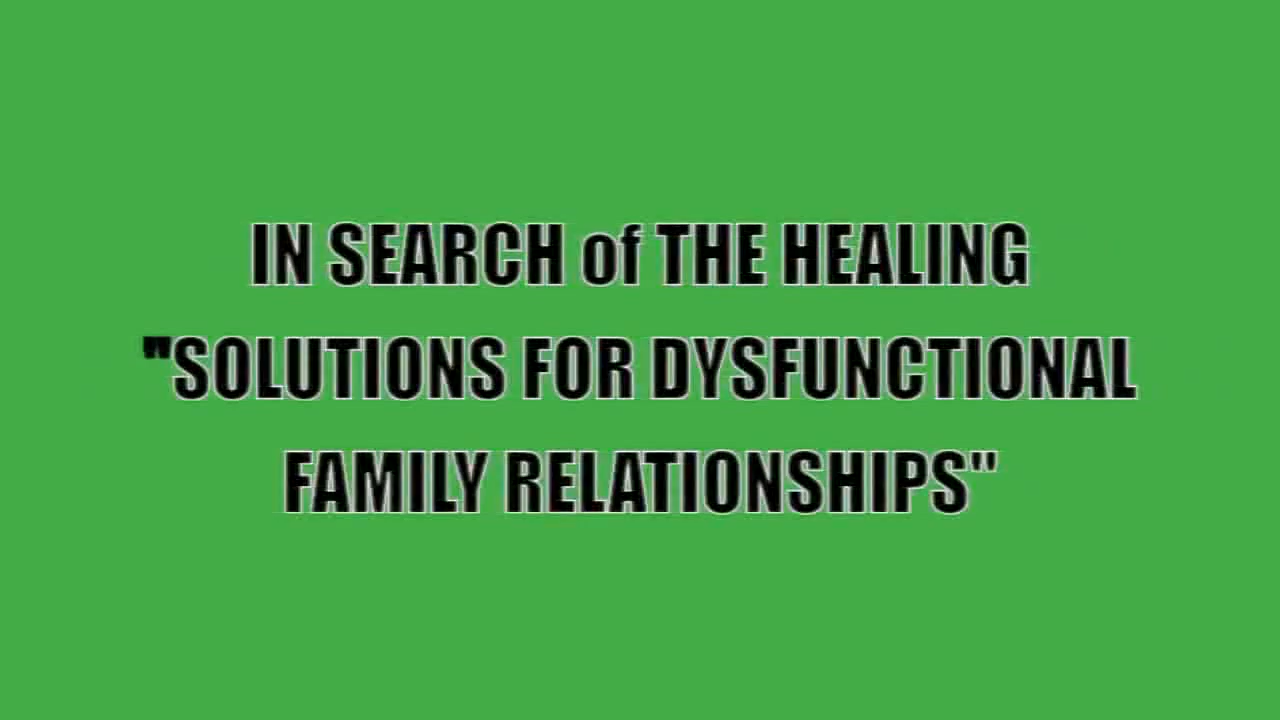 IN SEARCH of THE HEALING
"SOLUTIONS FOR DYSFUNCTIONAL
FAMILY RELATIONSHIPS"